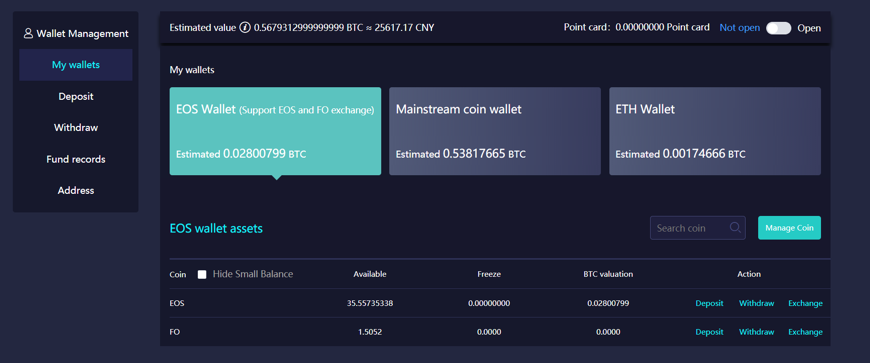 Wallet Management
My wallets
Deposit
Withdraw
Fund records
Address
Estimated value 0.5679312999999999 BTC ≈ 25617.17 CNY
Point card: 0.00000000 Point card Not open Open
My wallets
EOS Wallet (Support EOS and FO exchange)
Estimated 0.02800799 BTC
Mainstream coin wallet
Estimated 0.53817665 BTC
ETH Wallet
Estimated 0.00174666 BTC
EOS wallet assets
Search coin
Manage Coin
Coin Hide Small Balance Available Freeze BTC valuation Action
EOS 35.55735338 0.00000000 0.02800799 Deposit Withdraw Exchange
FO 1.5052 0.0000 0.0000 Deposit Withdraw Exchange